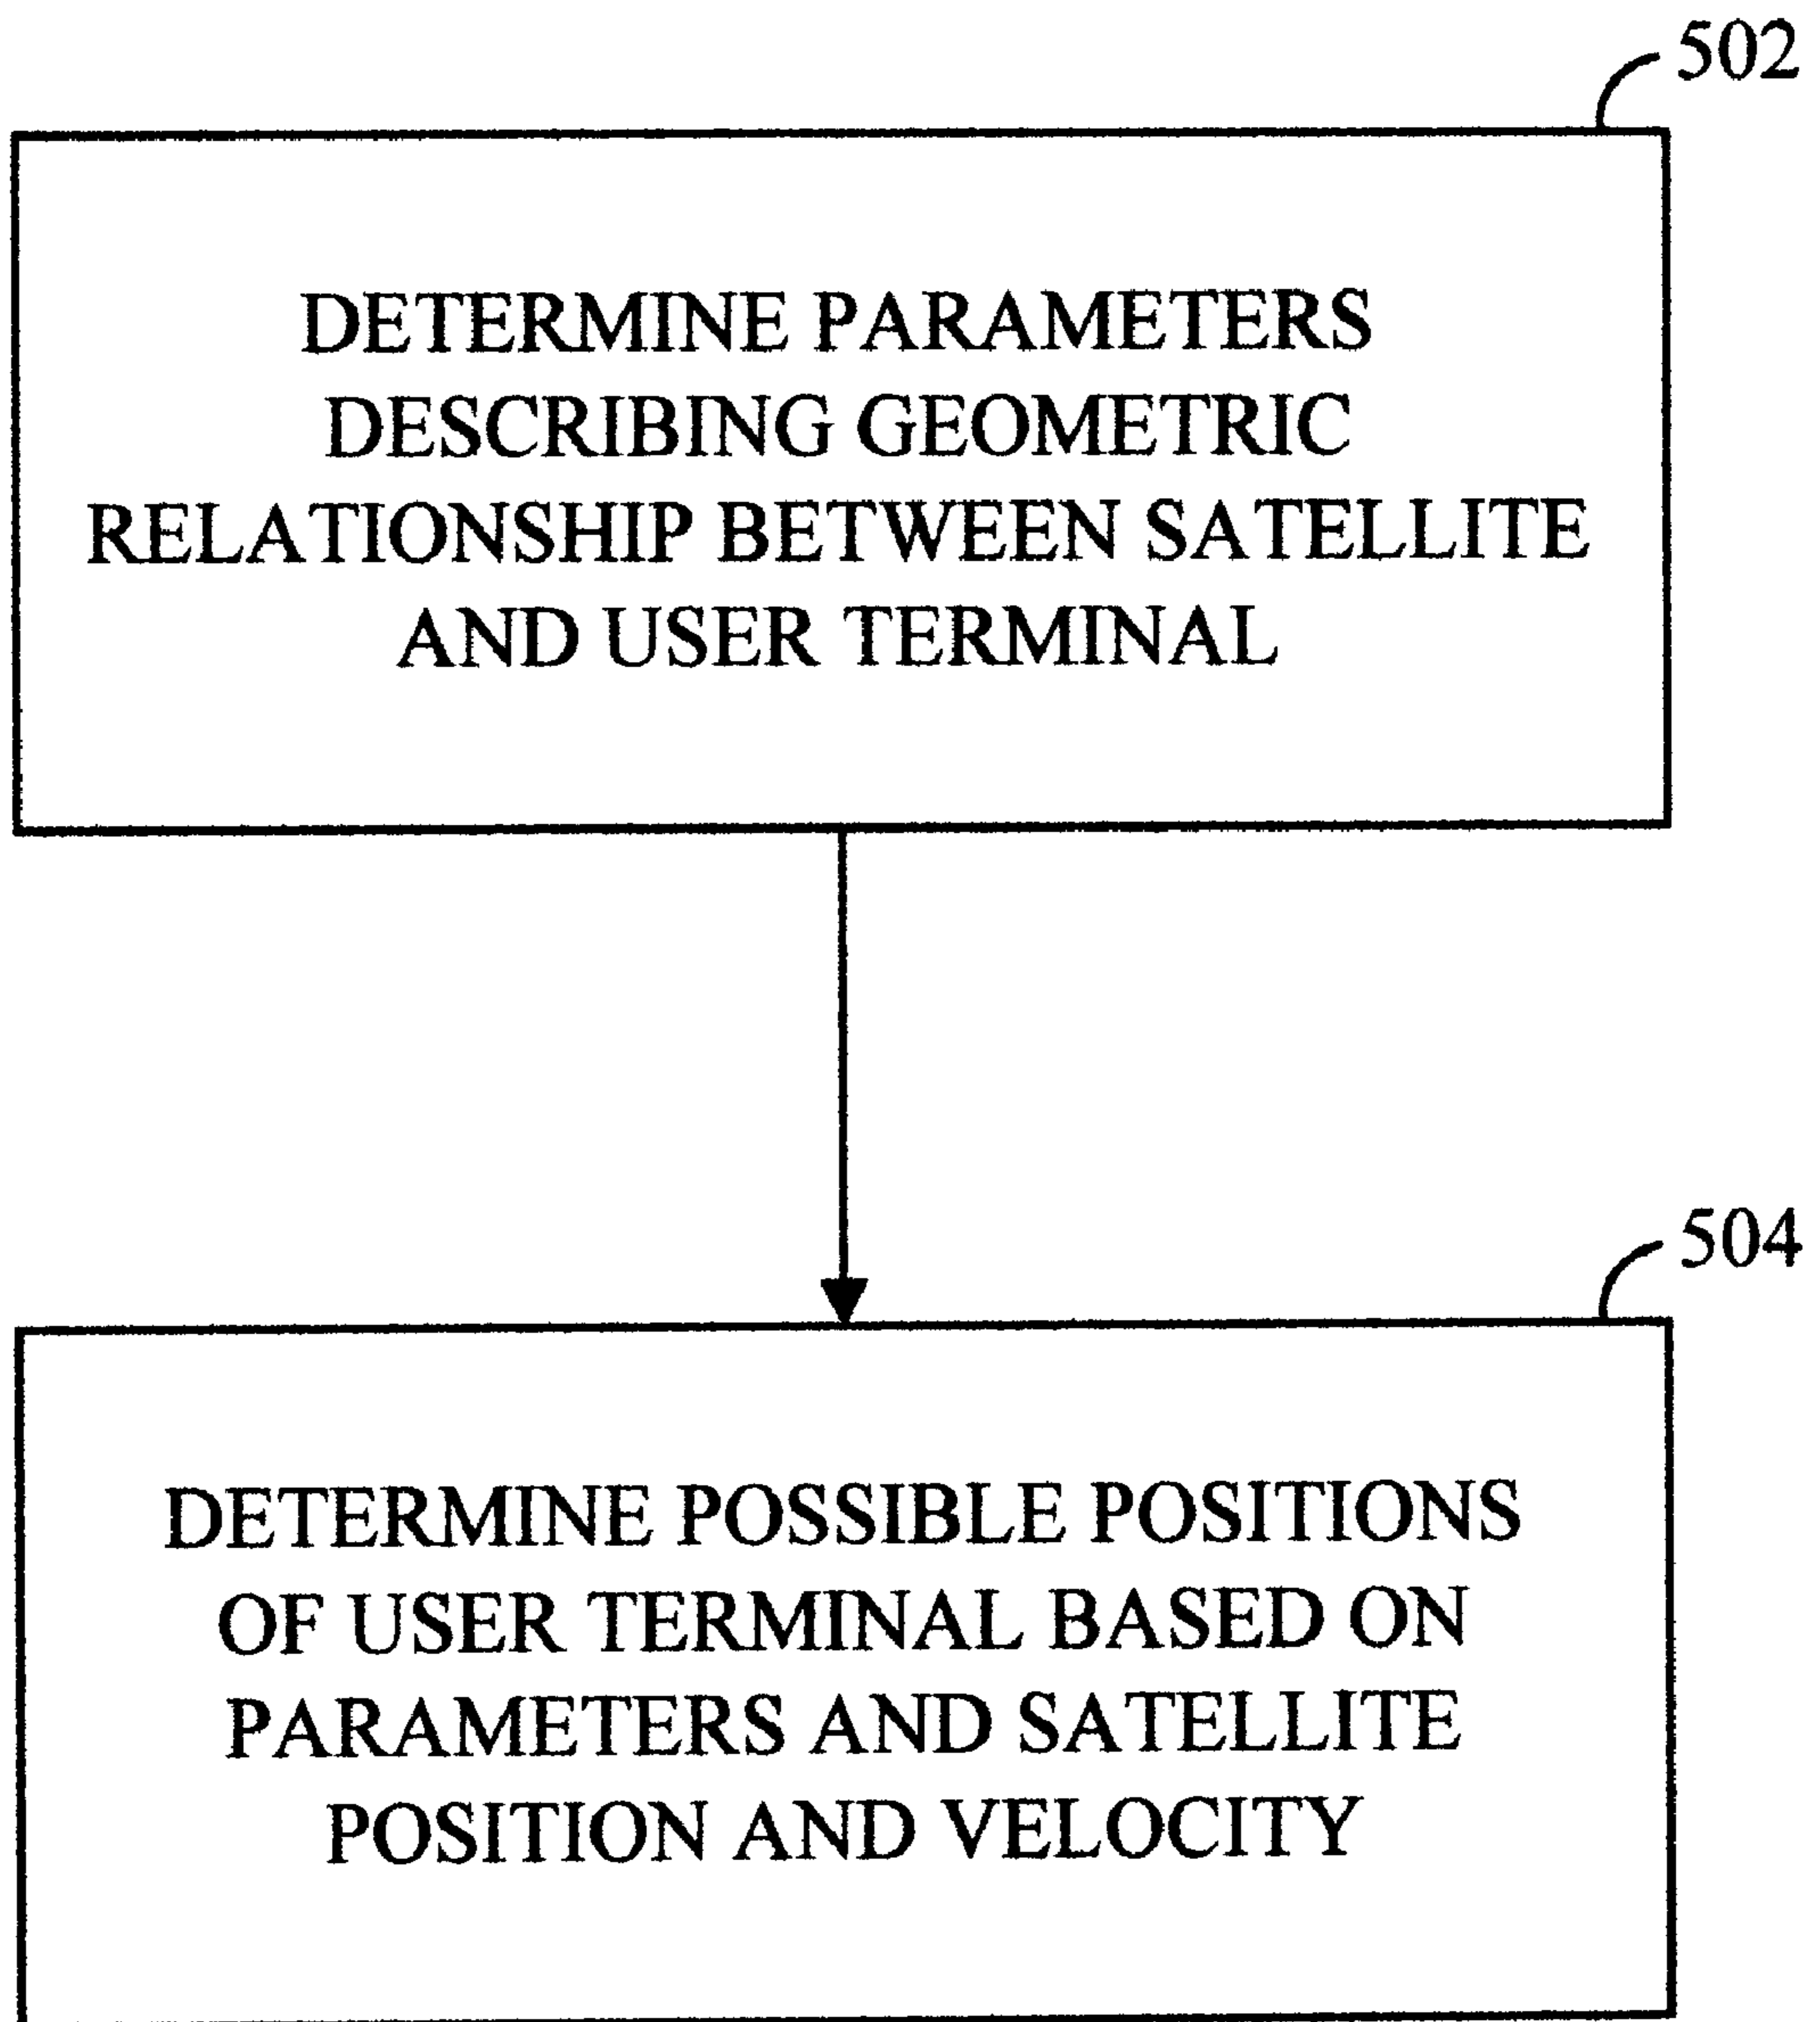 502
DETERMINE PARAMETERS
DESCRIBING GEOMETRIC
RELATIONSHIP BETWEEN SATELLITE
AND USER TERMINAL
504
DETERMINE POSSIBLE POSITIONS
OF USER TERMINAL BASED ON
PARAMETERS AND SATELLITE
POSITION AND VELOCITY